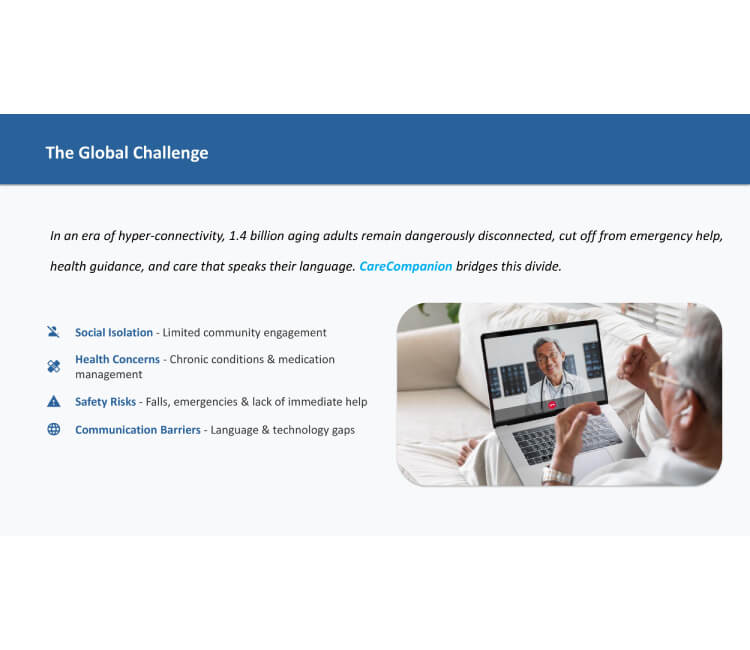 The Global Challenge
In an era of hyper-connectivity, 1.4 billion aging adults remain dangerously disconnected, cut off from emergency help,
health guidance, and care that speaks their language. CareCompanion bridges this divide.
Social Isolation - Limited community engagement
Health Concerns - Chronic conditions & medication
management
Safety Risks - Falls, emergencies & lack of immediate help
Communication Barriers - Language & technology gaps